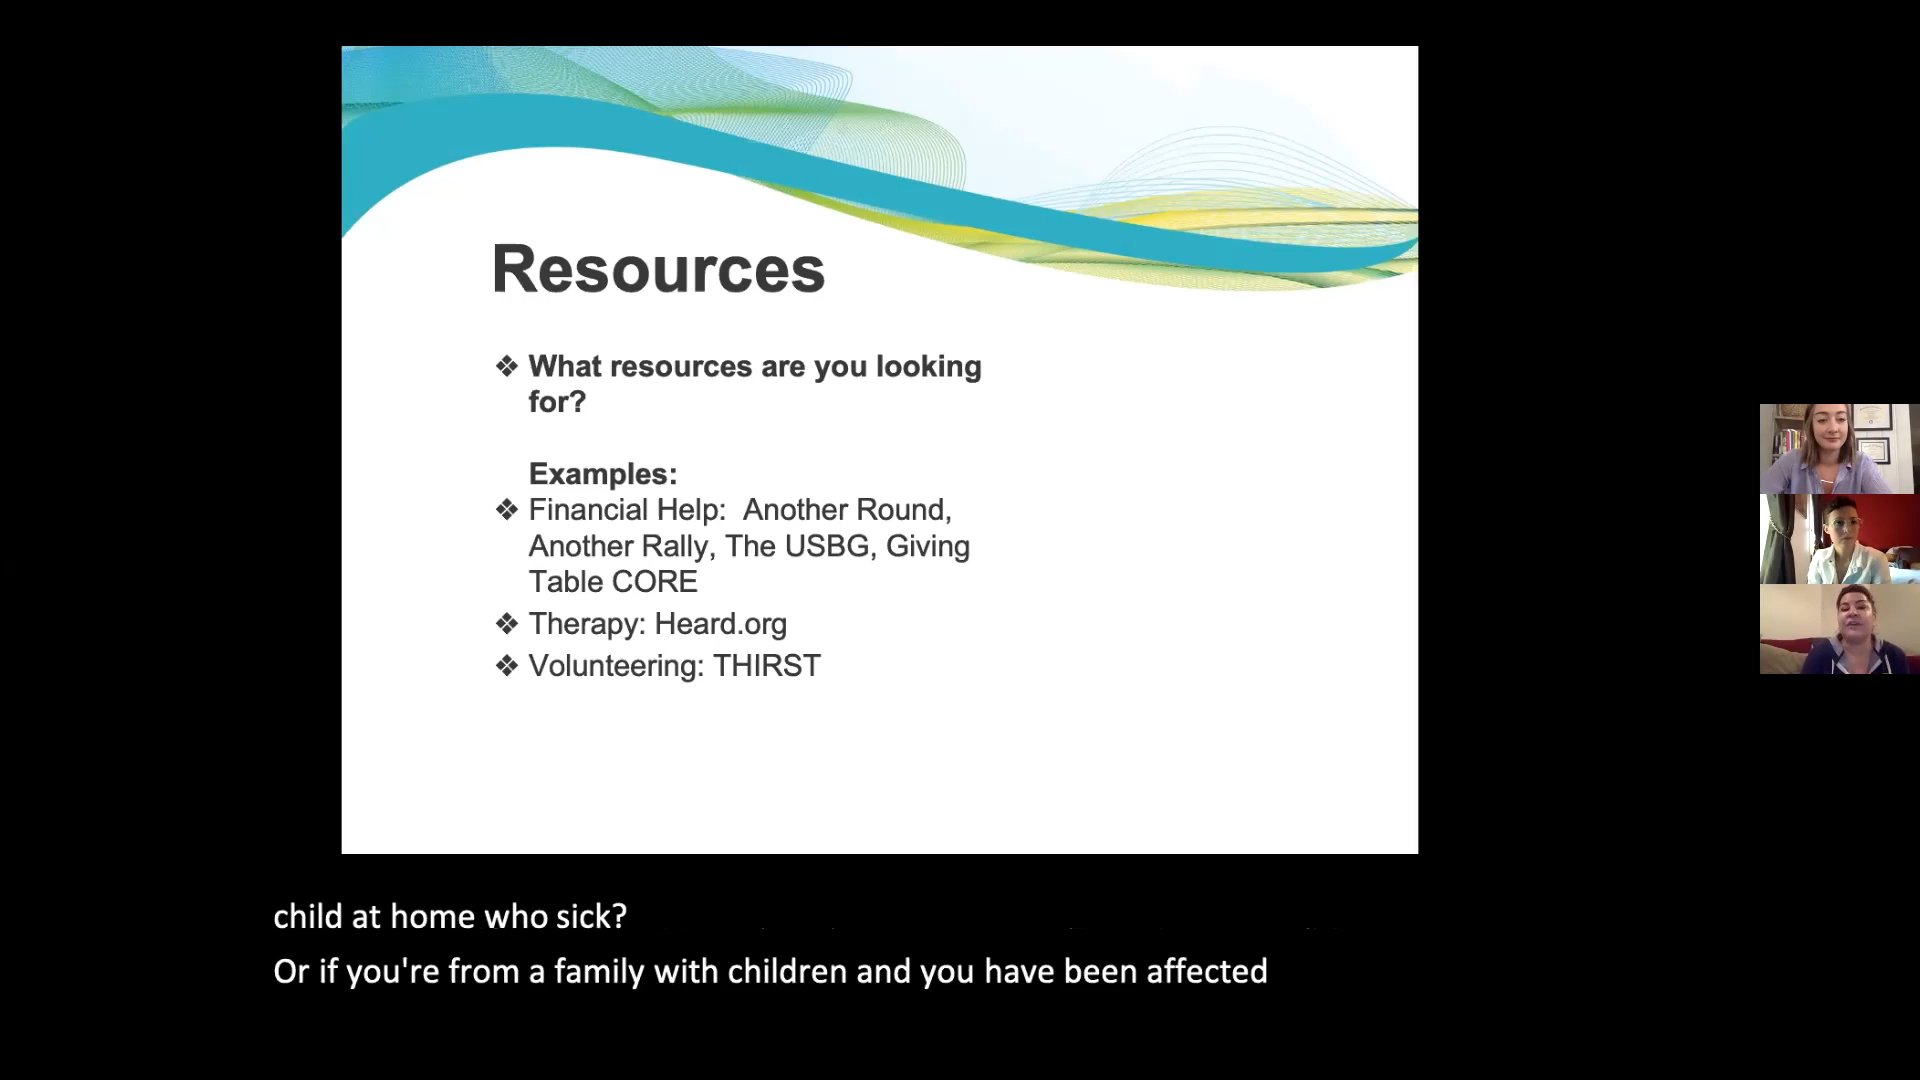 Resources
❖ What resources are you looking
for?
Examples:
❖ Financial Help:  Another Round,
Another Rally, The USBG, Giving
Table CORE
❖ Therapy: Heard.org
❖ Volunteering: THIRST
child at home who sick?
Or if you're from a family with children and you have been affected